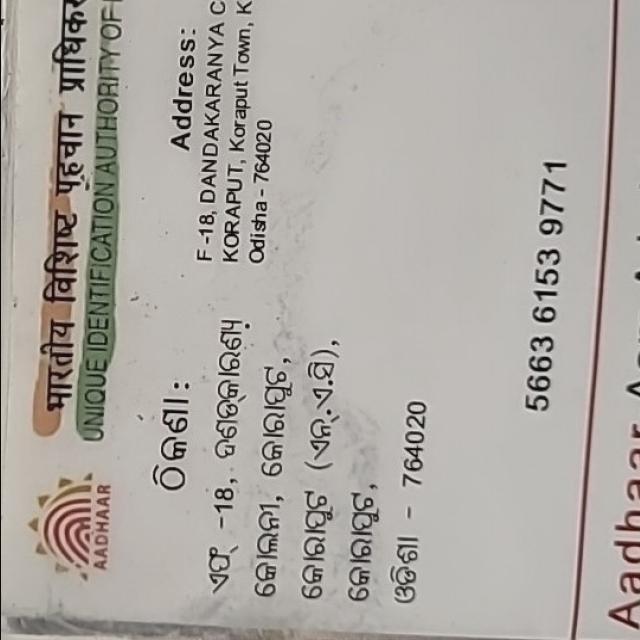 भारतीय विशिष्ट पहचान प्राधिकर
UNIQUE IDENTIFICATION AUTHORITY OF
AADHAAR
ଠିକଣା:
ଏଫ୍ -18, ଦଣ୍ଡକାରଣ୍ୟ
କୋଲୋନୀ, କୋରାପୁଟ,
କୋରାପୁଟ (ଏନ୍.ଏ.ସି),
କୋରାପୁଟ,
ଓଡିଶା - 764020
Address:
F-18, DANDAKARANYA C
KORAPUT, Koraput Town, K
Odisha - 764020
5663 6153 9771
Aadhaar